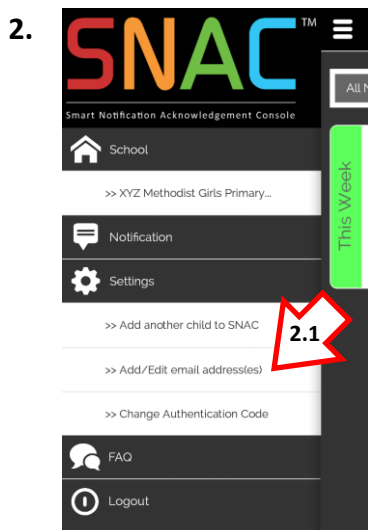 2.
SNAC™
Smart Notification Acknowledgement Console
School
>> XYZ Methodist Girls Primary...
Notification
Settings
>> Add another child to SNAC
2.1
>> Add/Edit email address(es)
>> Change Authentication Code
FAQ
Logout
All N
This Week